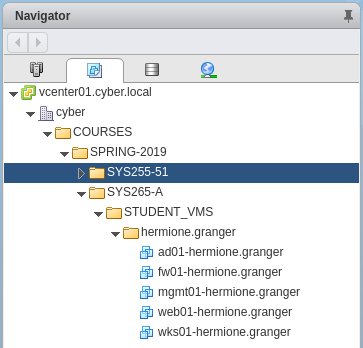 Navigator
vcenter01.cyber.local
cyber
COURSES
SPRING-2019
SYS255-51
SYS265-A
STUDENT_VMS
hermione.granger
ad01-hermione.granger
fw01-hermione.granger
mgmt01-hermione.granger
web01-hermione.granger
wks01-hermione.granger